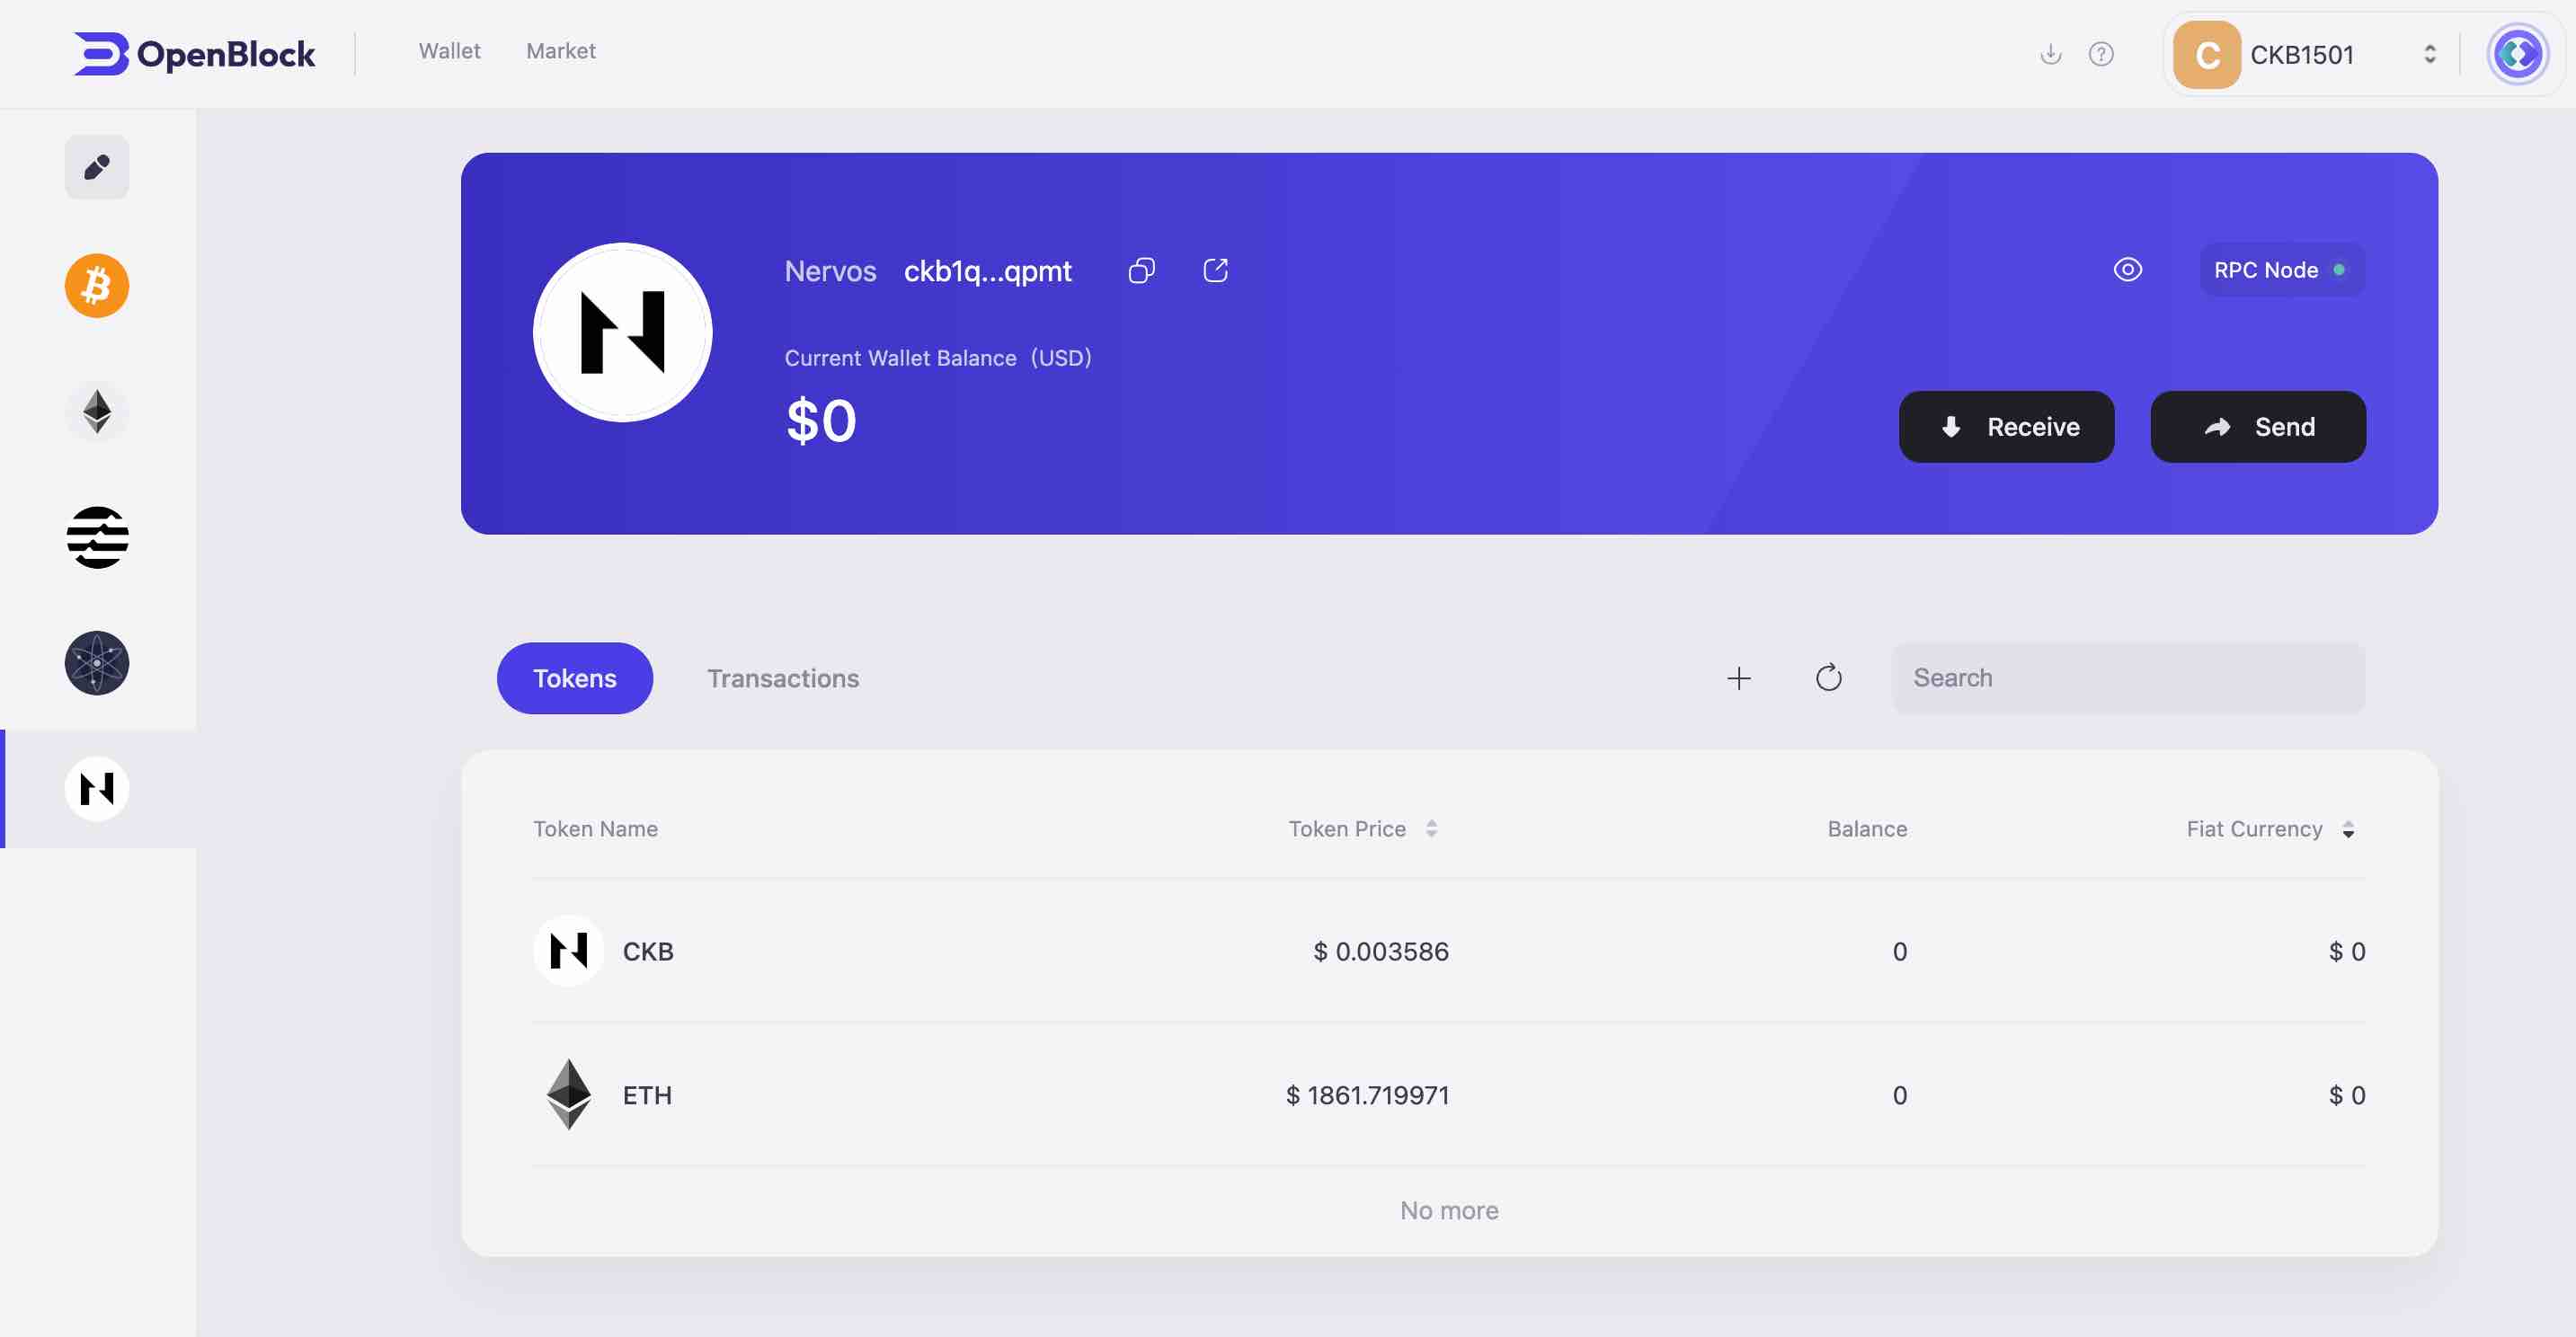 OpenBlock
Wallet
Market
C
CKB1501
Nervos ckb1q...qpmt
RPC Node
Current Wallet Balance (USD)
$0
Receive
Send
Tokens
Transactions
Search
Token Name
Token Price
Balance
Fiat Currency
CKB
$ 0.003586
0
$ 0
ETH
$ 1861.719971
0
$ 0
No more